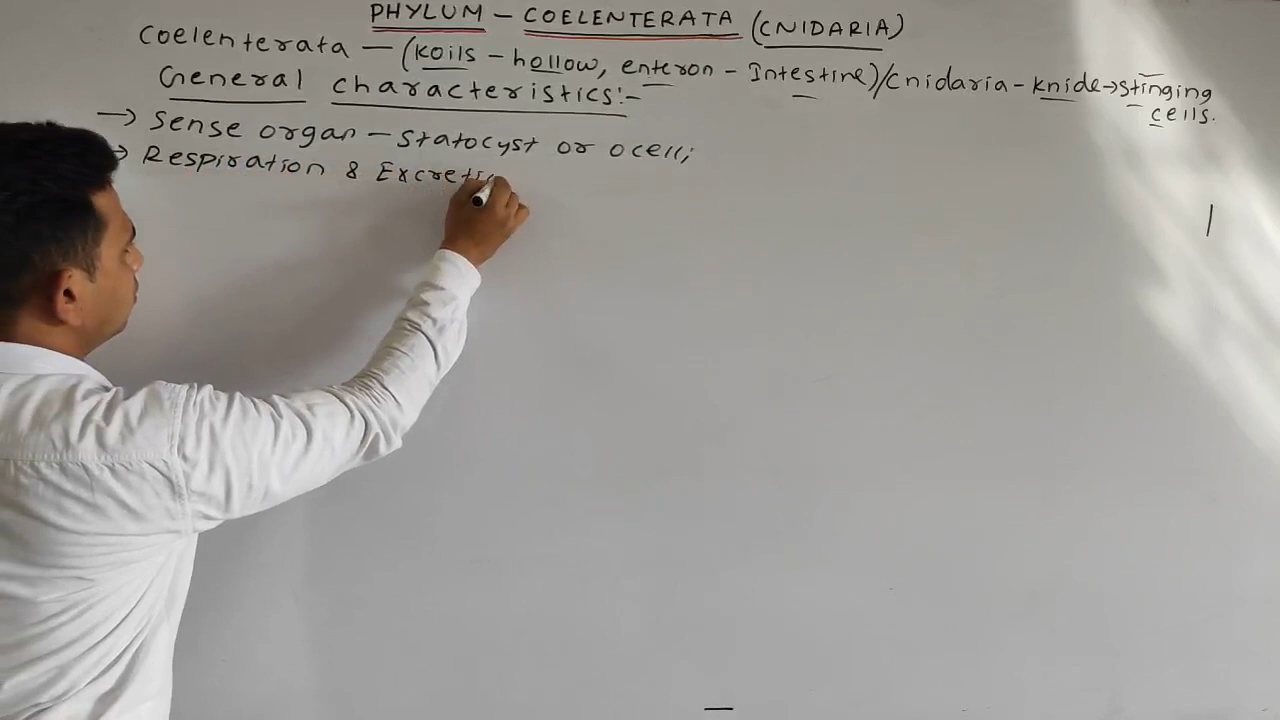 PHYLUM - COELENTERATA (CNIDARIA)
Coelenterata - (koils - hollow, enteron - Intestine)/Cnidaria - knide → stinging
cells.
General characteristics:-
→ Sense organ - Statocyst or ocelli
→ Respiration & Excreti